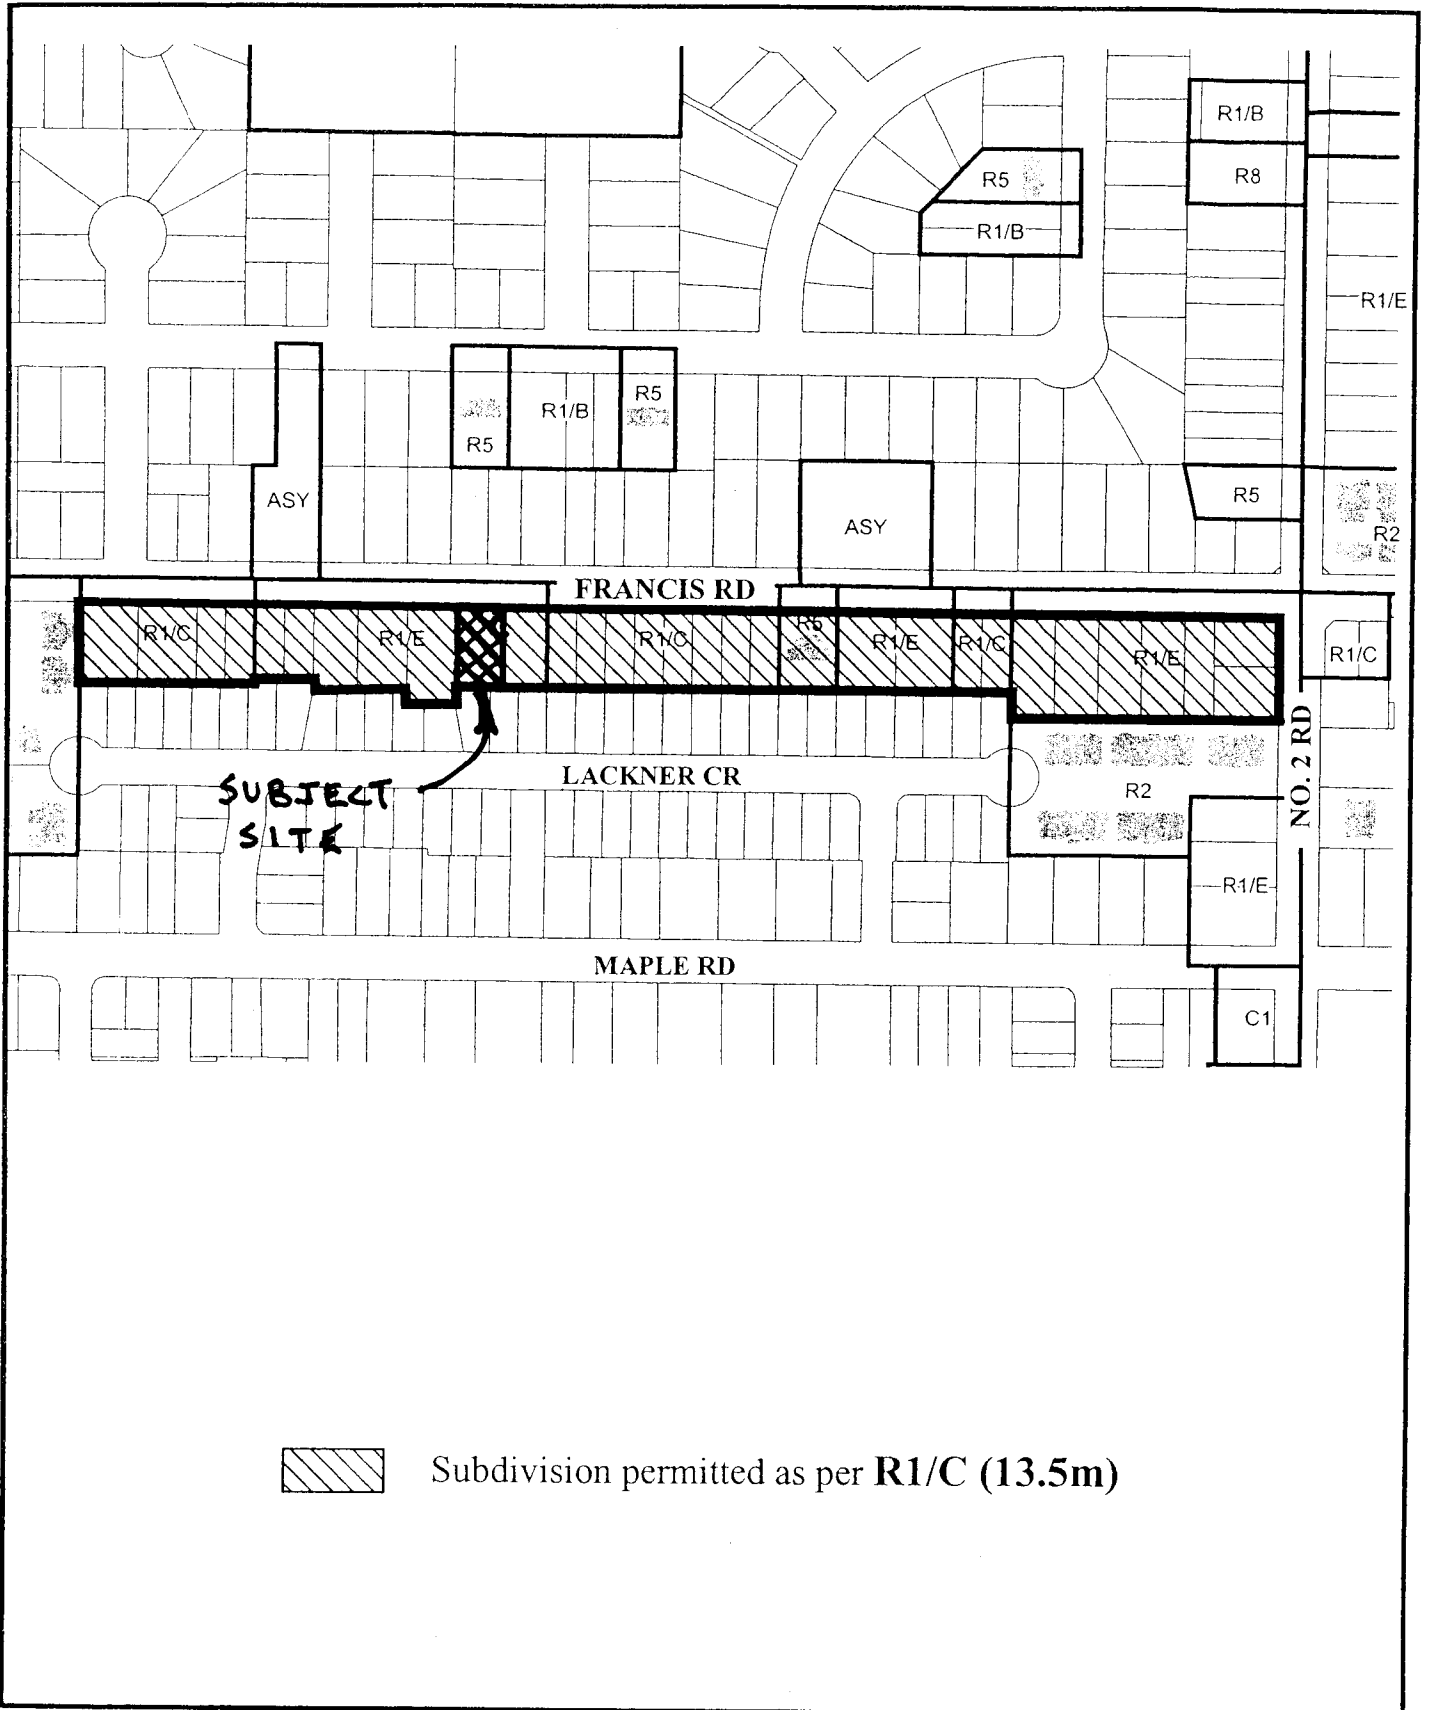 R1/B
R5
R8
R1/B
R1/E
R5
R1/B
R5
ASY
R5
ASY
R2
FRANCIS RD
R1/C
R1/E
R1/C
R5
R1/E
R1/C
R1/E
R1/C
NO. 2 RD
LACKNER CR
SUBJECT
SITE
R2
R1/E
MAPLE RD
C1
Subdivision permitted as per R1/C (13.5m)